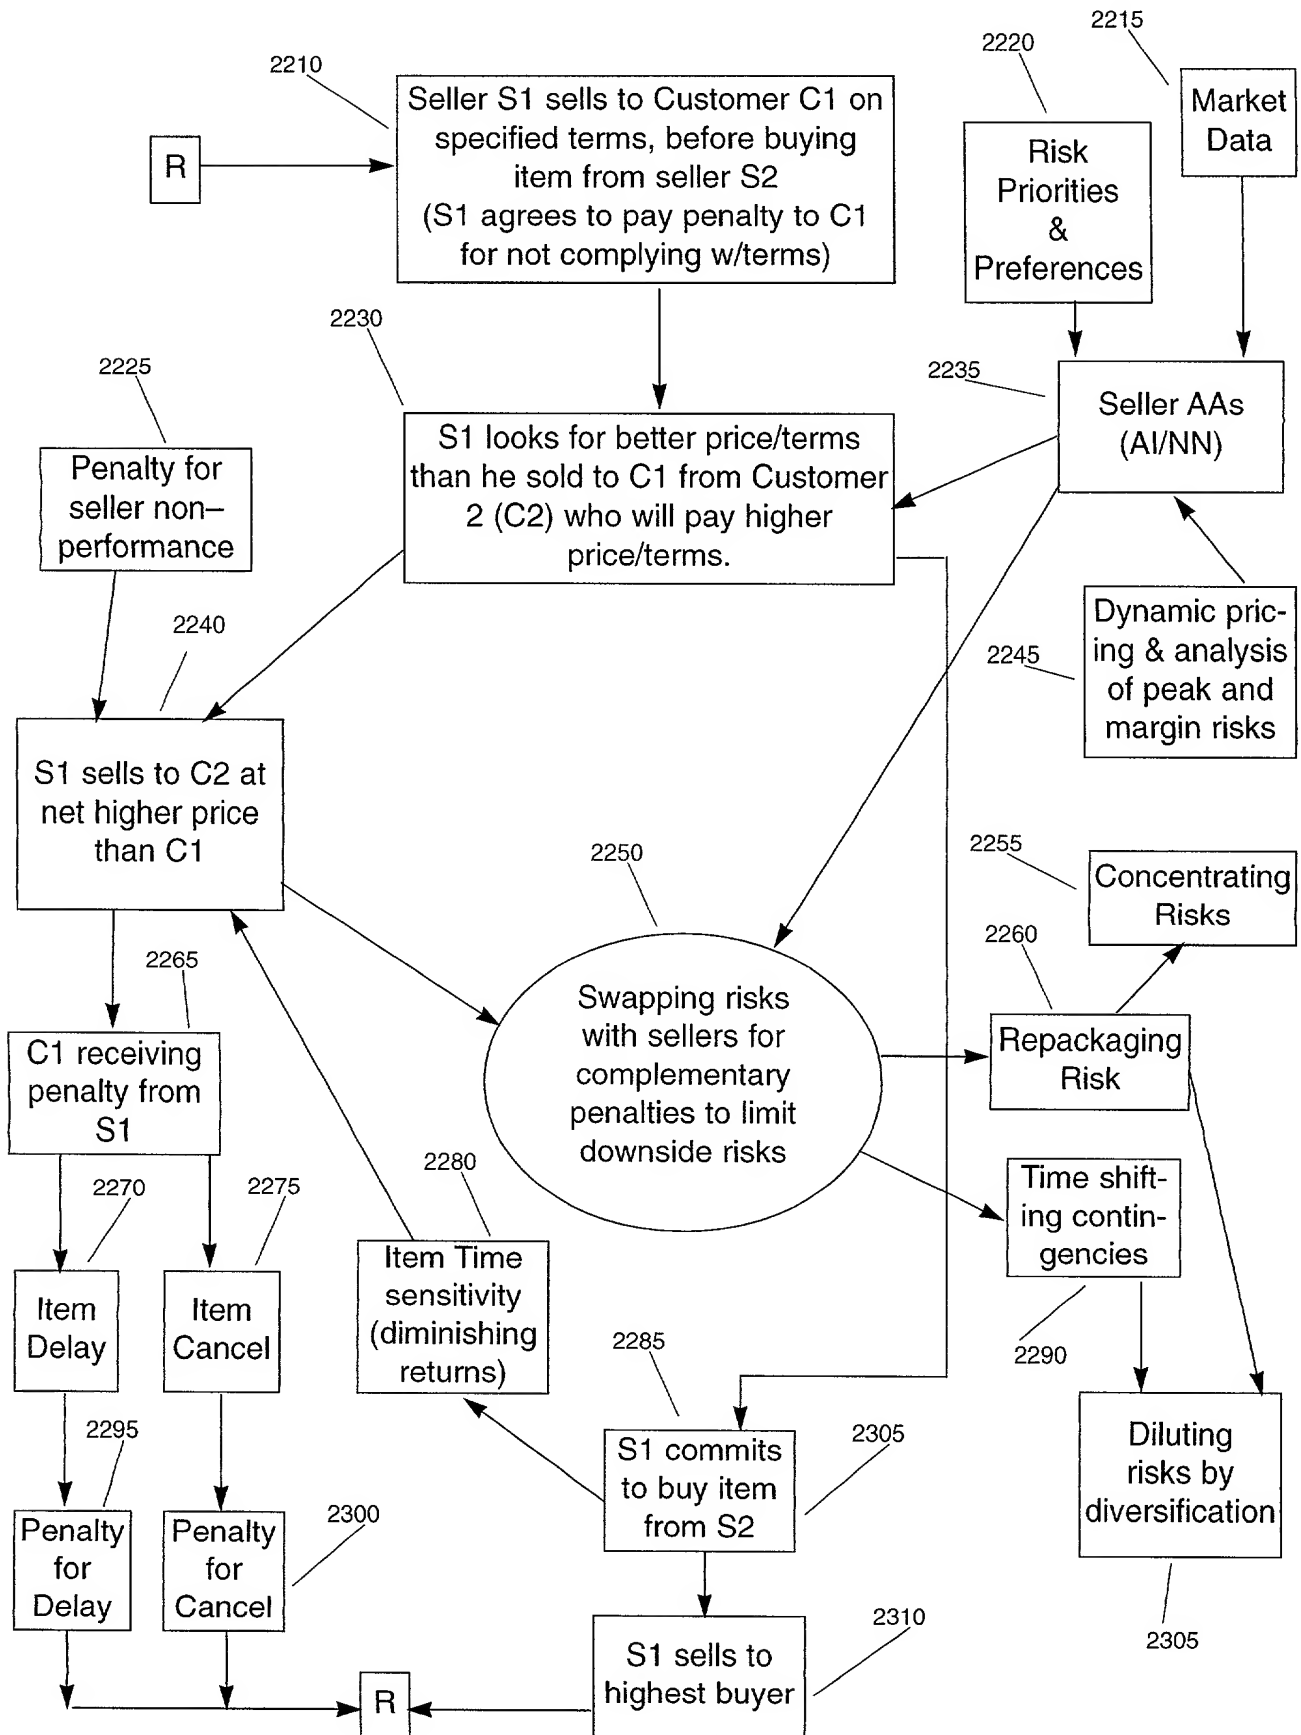 2215
2220
2210
Market
Data
Seller S1 sells to Customer C1 on
specified terms, before buying
item from seller S2
(S1 agrees to pay penalty to C1
for not complying w/terms)
R
Risk
Priorities
&
Preferences
2230
2225
2235
Seller AAs
(AI/NN)
S1 looks for better price/terms
than he sold to C1 from Customer
2 (C2) who will pay higher
price/terms.
Penalty for
seller non–
performance
2240
2245
Dynamic pric-
ing & analysis
of peak and
margin risks
S1 sells to C2 at
net higher price
than C1
2250
2255
Concentrating
Risks
2260
2265
Swapping risks
with sellers for
complementary
penalties to limit
downside risks
Repackaging
Risk
C1 receiving
penalty from
S1
2280
2270
2275
Time shift-
ing contin-
gencies
Item Time
sensitivity
(diminishing
returns)
Item
Delay
Item
Cancel
2285
2290
2295
2305
S1 commits
to buy item
from S2
Diluting
risks by
diversification
2300
Penalty
for
Delay
Penalty
for
Cancel
2310
2305
S1 sells to
highest buyer
R